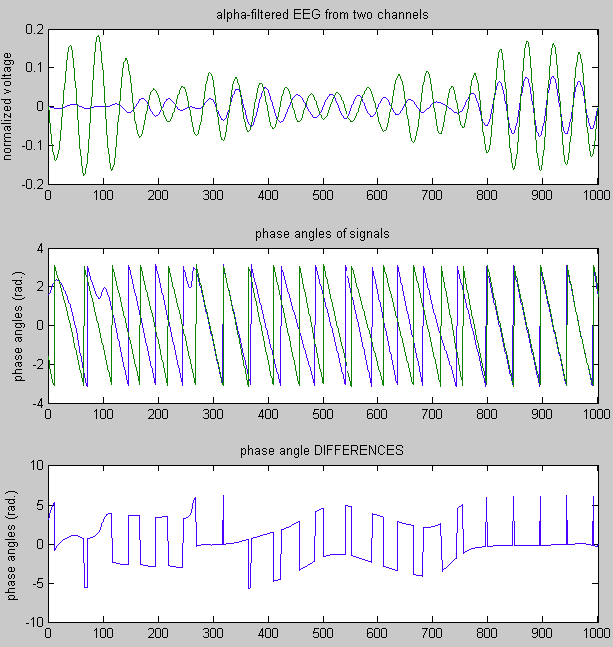 alpha-filtered EEG from two channels
0.2
0.1
0
-0.1
-0.2
normalized voltage
0 100 200 300 400 500 600 700 800 900 1000
phase angles of signals
4
2
0
-2
-4
phase angles (rad.)
0 100 200 300 400 500 600 700 800 900 1000
phase angle DIFFERENCES
10
5
0
-5
-10
phase angles (rad.)
0 100 200 300 400 500 600 700 800 900 1000